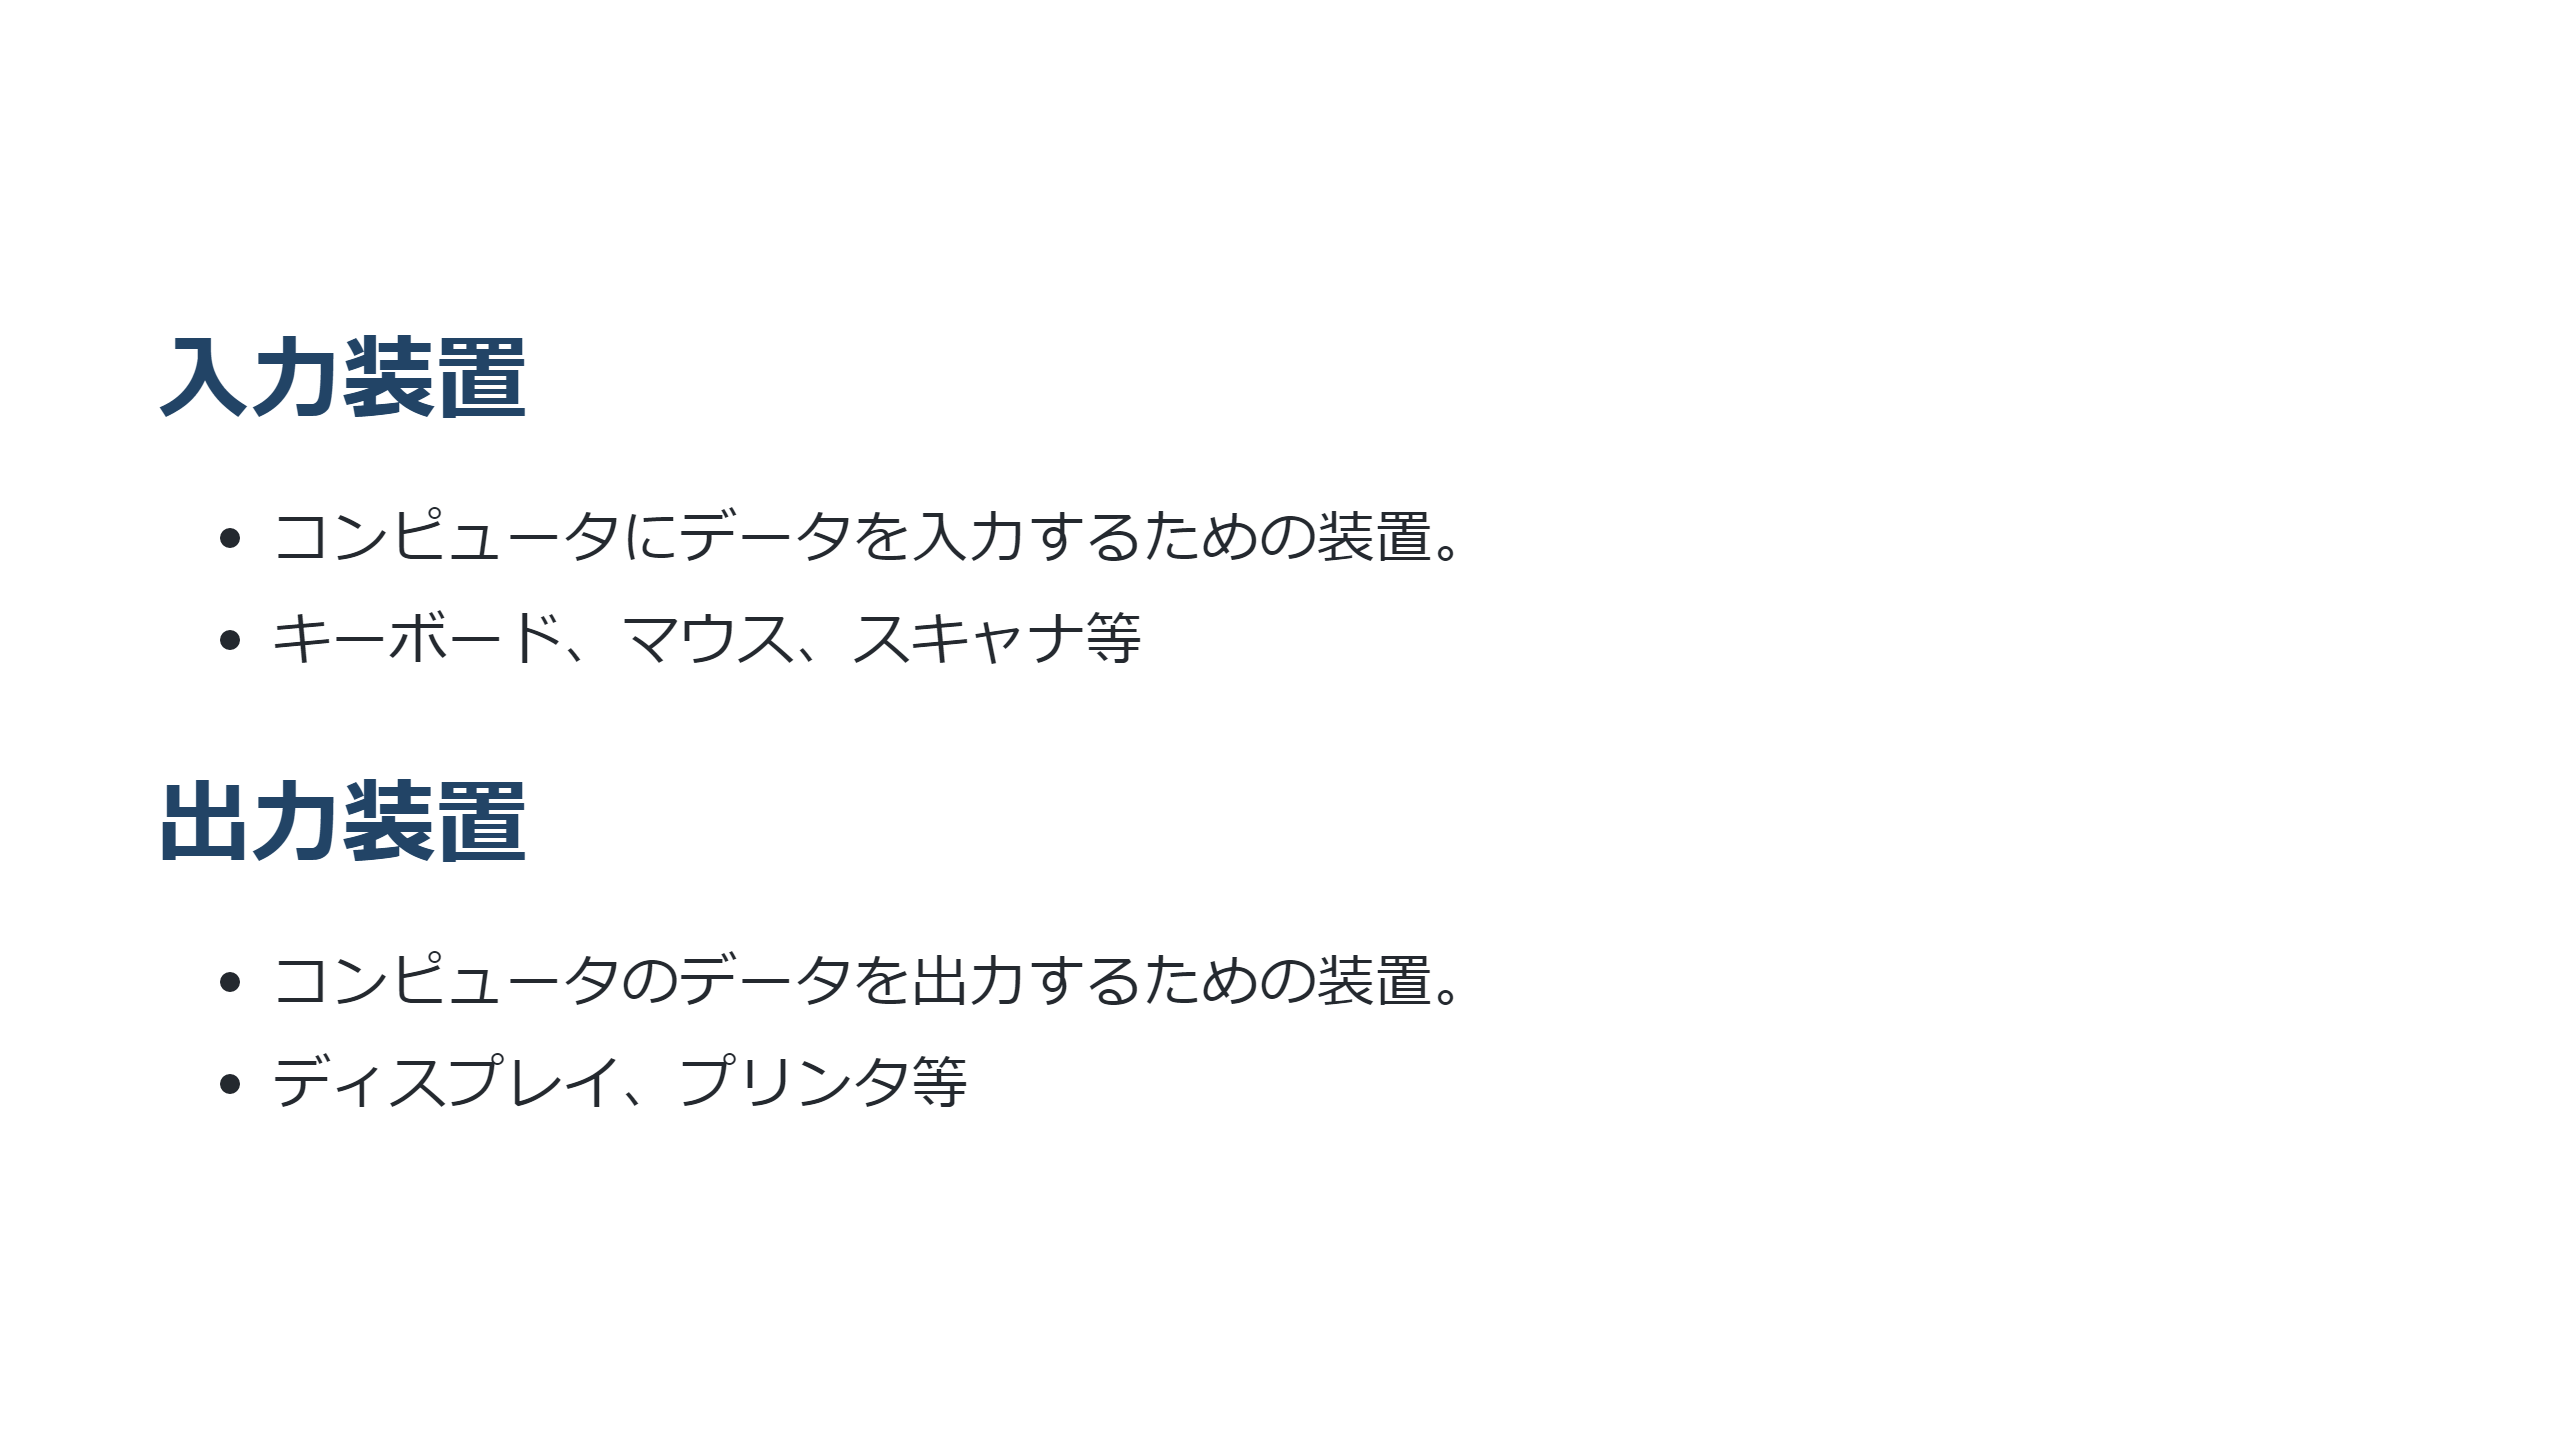 入力装置
コンピュータにデータを入力するための装置。
キーボード、マウス、スキャナ等
出力装置
コンピュータのデータを出力するための装置。
ディスプレイ、プリンタ等